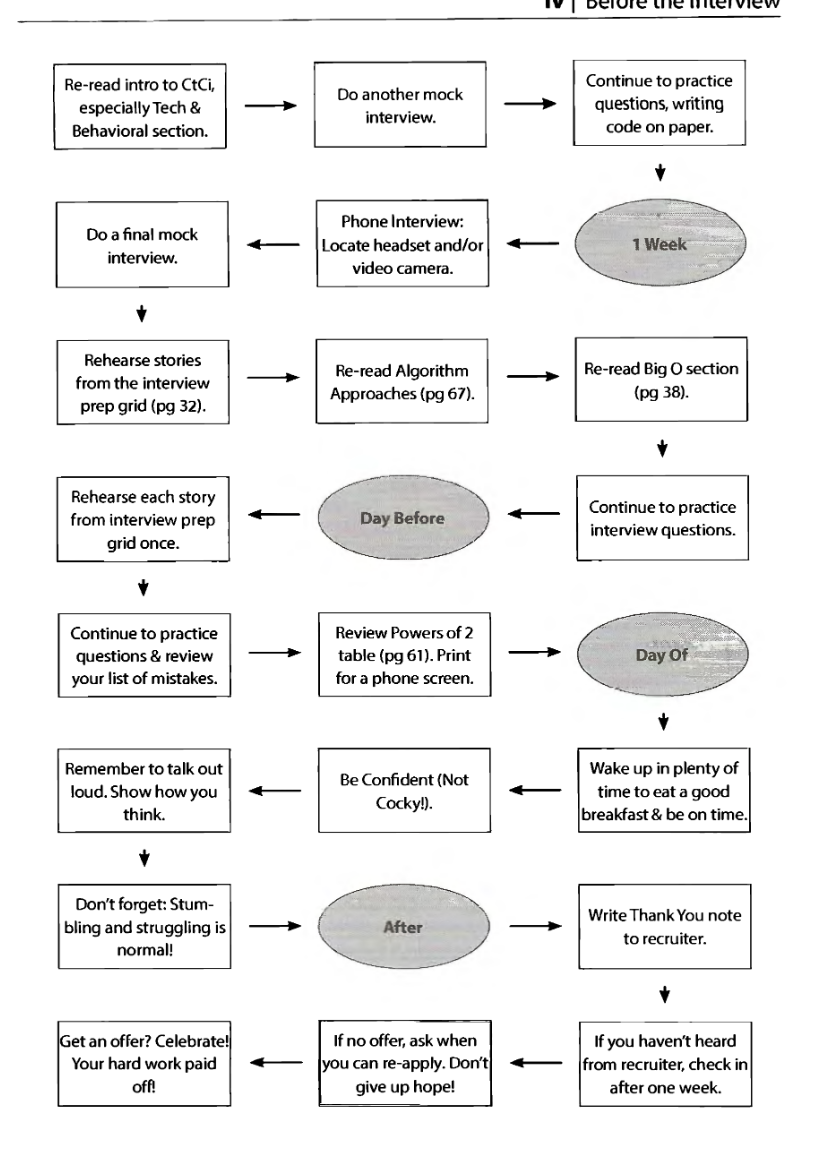 IV | Before the Interview
Re-read intro to CtCi,
especially Tech &
Behavioral section.
Do another mock
interview.
Continue to practice
questions, writing
code on paper.
1 Week
Phone Interview:
Locate headset and/or
video camera.
Do a final mock
interview.
Rehearse stories
from the interview
prep grid (pg 32).
Re-read Algorithm
Approaches (pg 67).
Re-read Big O section
(pg 38).
Continue to practice
interview questions.
Day Before
Rehearse each story
from interview prep
grid once.
Continue to practice
questions & review
your list of mistakes.
Review Powers of 2
table (pg 61). Print
for a phone screen.
Day Of
Wake up in plenty of
time to eat a good
breakfast & be on time.
Be Confident (Not
Cocky!).
Remember to talk out
loud. Show how you
think.
Don't forget: Stum-
bling and struggling is
normal!
After
Write Thank You note
to recruiter.
If you haven't heard
from recruiter, check in
after one week.
If no offer, ask when
you can re-apply. Don't
give up hope!
Get an offer? Celebrate!
Your hard work paid
off!